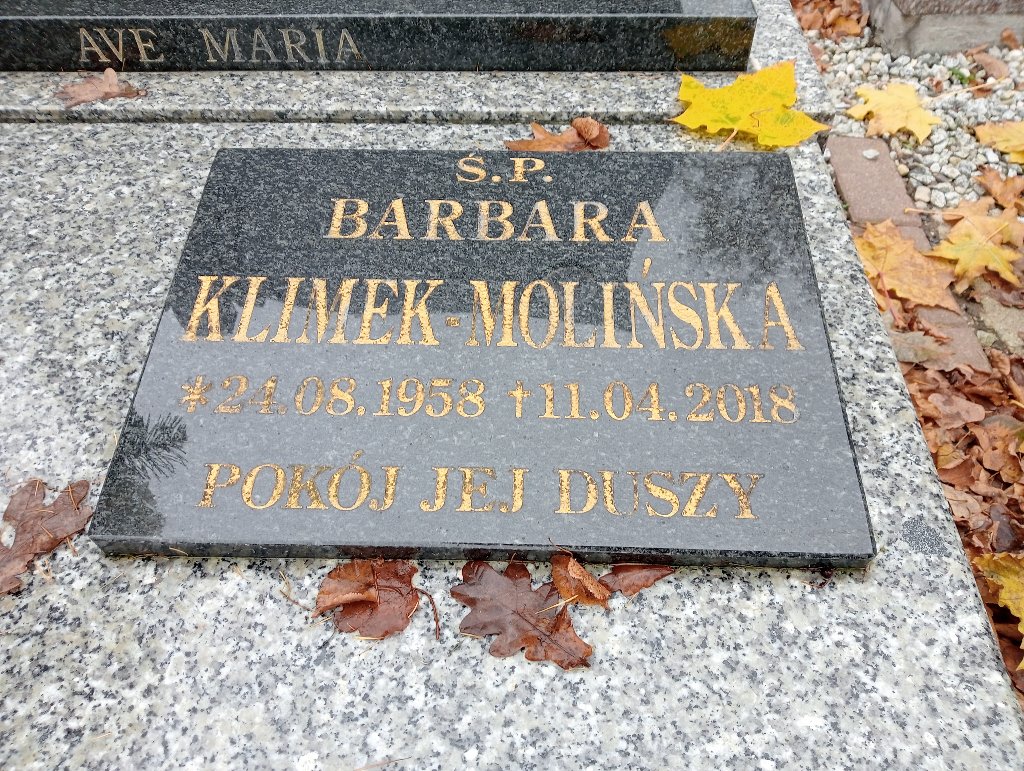 AVE MARIA
Ś.P.
BARBARA
KLIMEK-MOLIŃSKA
*24.08.1958 †11.04.2018
POKÓJ JEJ DUSZY